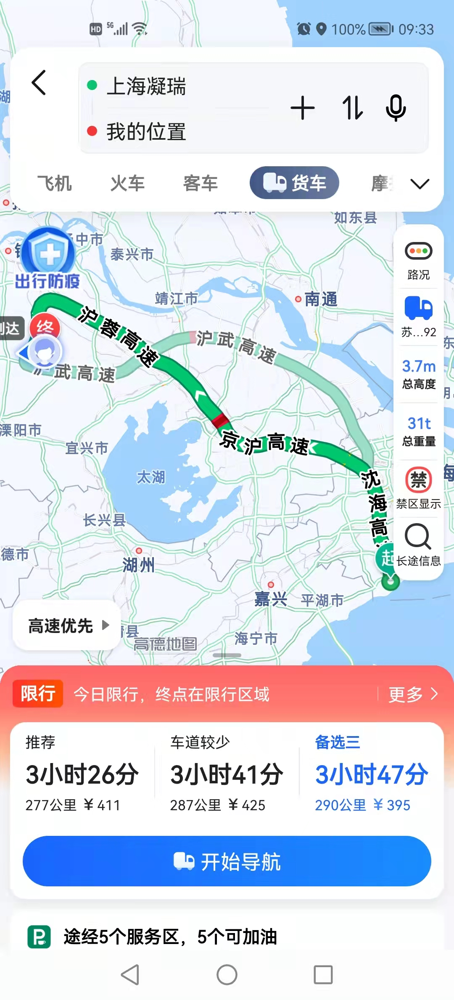 HD 5G 100% 09:33
上海凝瑞
我的位置
飞机 火车 客车 货车
如东县
中市
泰兴市
出行防疫
靖江市
南通
路况
苏...92
3.7m
总高度
31t
总重量
禁
禁区显示
长途信息
到达
终
沪蓉高速
沪武高速
武高速
溧阳市
宜兴市
太湖
京沪高速
沈海高
长兴县
德市
湖州
起
嘉兴
平湖市
海宁市
高速优先
县
高德地图
限行 今日限行，终点在限行区域 更多
推荐 车道较少 备选三
3小时26分 3小时41分 3小时47分
277公里 ¥411 287公里 ¥425 290公里 ¥395
开始导航
P 途经5个服务区，5个可加油